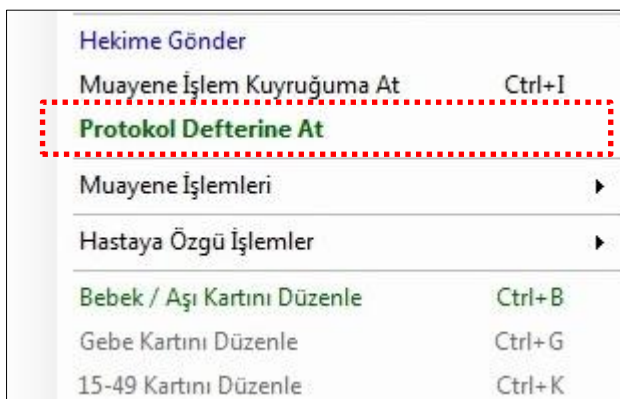 Hekime Gönder
Muayene İşlem Kuyruğuma At Ctrl+I
Protokol Defterine At
Muayene İşlemleri
Hastaya Özgü İşlemler
Bebek / Aşı Kartını Düzenle Ctrl+B
Gebe Kartını Düzenle Ctrl+G
15-49 Kartını Düzenle Ctrl+K